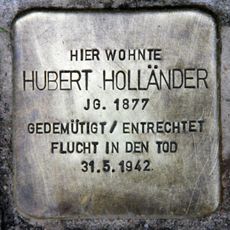 HIER WOHNTE
HUBERT HOLLÄNDER
JG. 1877
GEDEMÜTIGT / ENTRECHTET
FLUCHT IN DEN TOD
31.5.1942